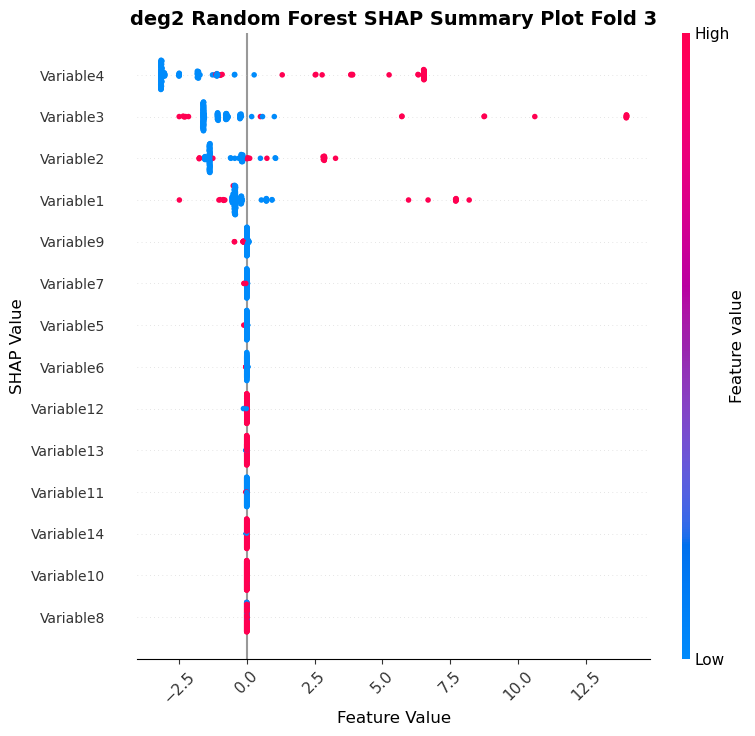 deg2 Random Forest SHAP Summary Plot Fold 3
High
Variable4
Variable3
Variable2
Variable1
Variable9
Variable7
Variable5
Variable6
Variable12
Variable13
Variable11
Variable14
Variable10
Variable8
SHAP Value
Feature value
Low
−2.5 0.0 2.5 5.0 7.5 10.0 12.5
Feature Value